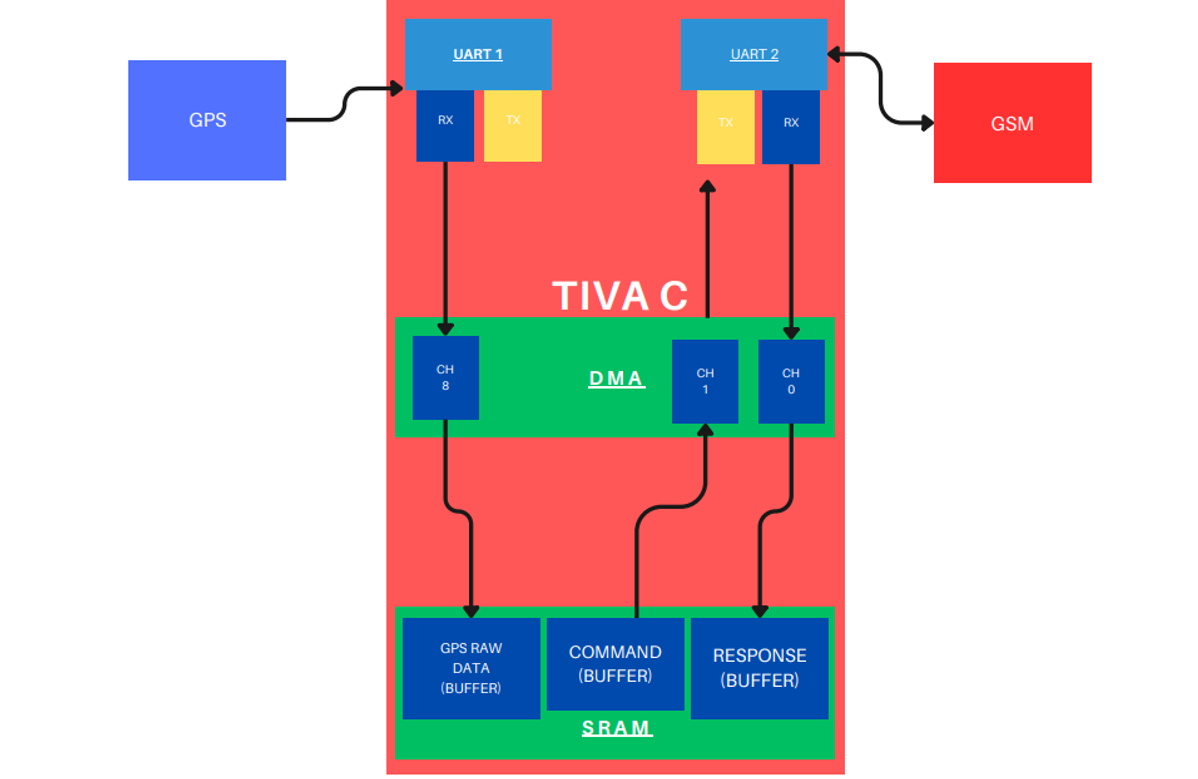 UART 1
UART 2
GPS
GSM
RX
TX
TX
RX
TIVA C
CH
8
DMA
CH
1
CH
0
GPS RAW
DATA
(BUFFER)
COMMAND
(BUFFER)
RESPONSE
(BUFFER)
SRAM